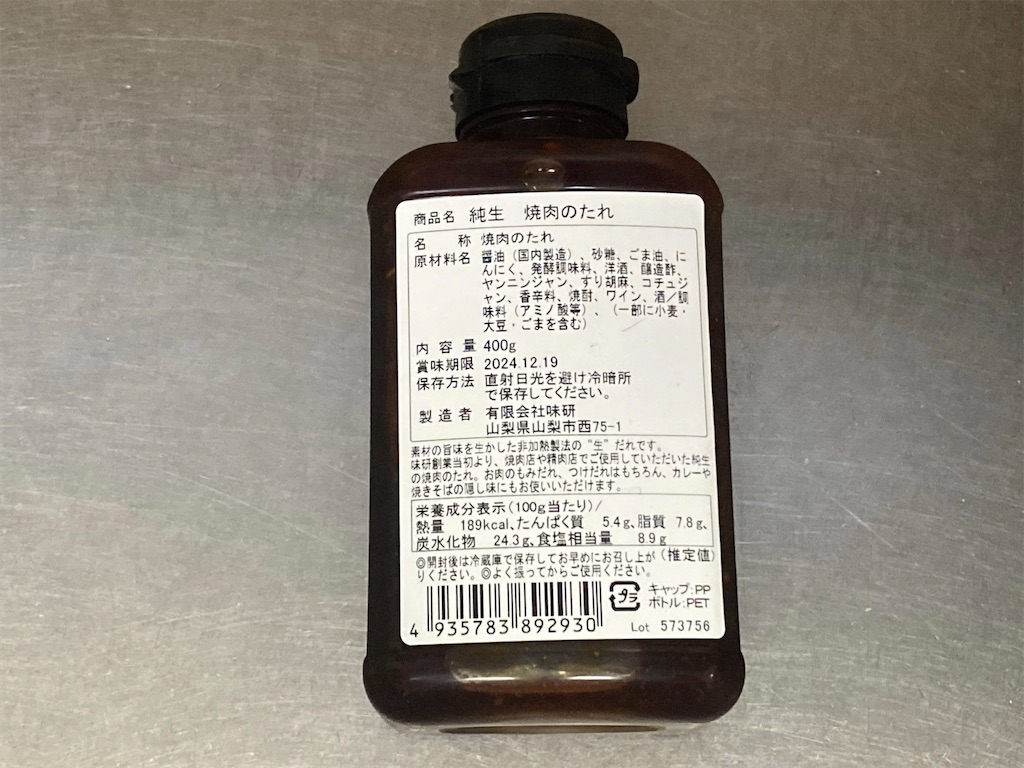 商品名 純生 焼肉のたれ
名 称 焼肉のたれ
原材料名 醤油（国内製造）、砂糖、ごま油、に
んにく、発酵調味料、洋酒、醸造酢、
ヤンニンジャン、すり胡麻、コチュジ
ャン、香辛料、焼酎、ワイン、酒／調
味料（アミノ酸等）、（一部に小麦・
大豆・ごまを含む）
内容量 400g
賞味期限 2024.12.19
保存方法 直射日光を避け冷暗所
で保存してください。
製造者 有限会社味研
山梨県山梨市西75-1
素材の旨味を生かした非加熱製法の“生”だれです。
味研創業当初より、焼肉店や精肉店でご使用していただいた純生
の焼肉のたれ。お肉のもみだれ、つけだれはもちろん、カレーや
焼きそばの隠し味にもお使いいただけます。
栄養成分表示(100g当たり)/
熱量 189kcal、たんぱく質 5.4g、脂質 7.8g、
炭水化物 24.3g、食塩相当量 8.9g
(推定値)
◎開封後は冷蔵庫で保存してお早めにお召し上が
りください。◎よく振ってからご使用ください。
プラ
キャップ:PP
ボトル:PET
4 935783 892930
Lot 573756